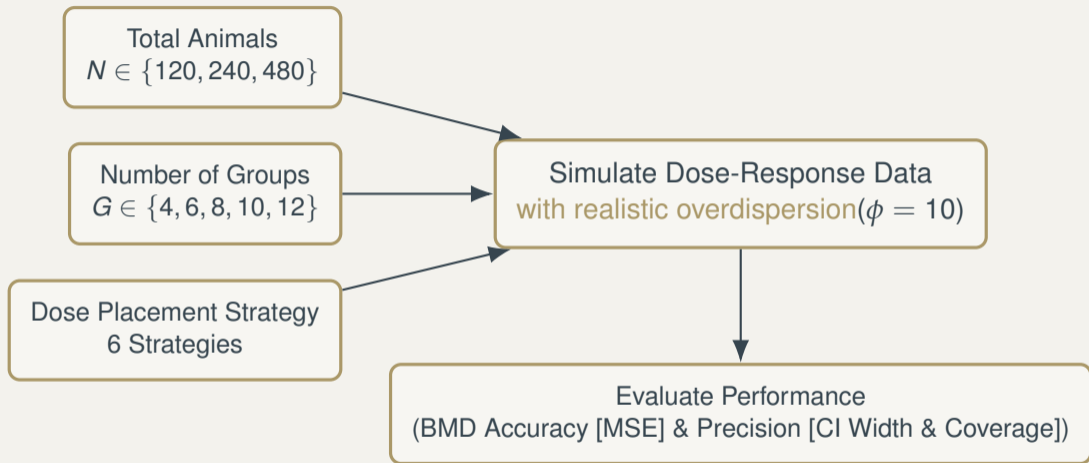 Total Animals
N ∈ {120, 240, 480}
Number of Groups
G ∈ {4, 6, 8, 10, 12}
Dose Placement Strategy
6 Strategies
Simulate Dose-Response Data
with realistic overdispersion(ϕ = 10)
Evaluate Performance
(BMD Accuracy [MSE] & Precision [CI Width & Coverage])